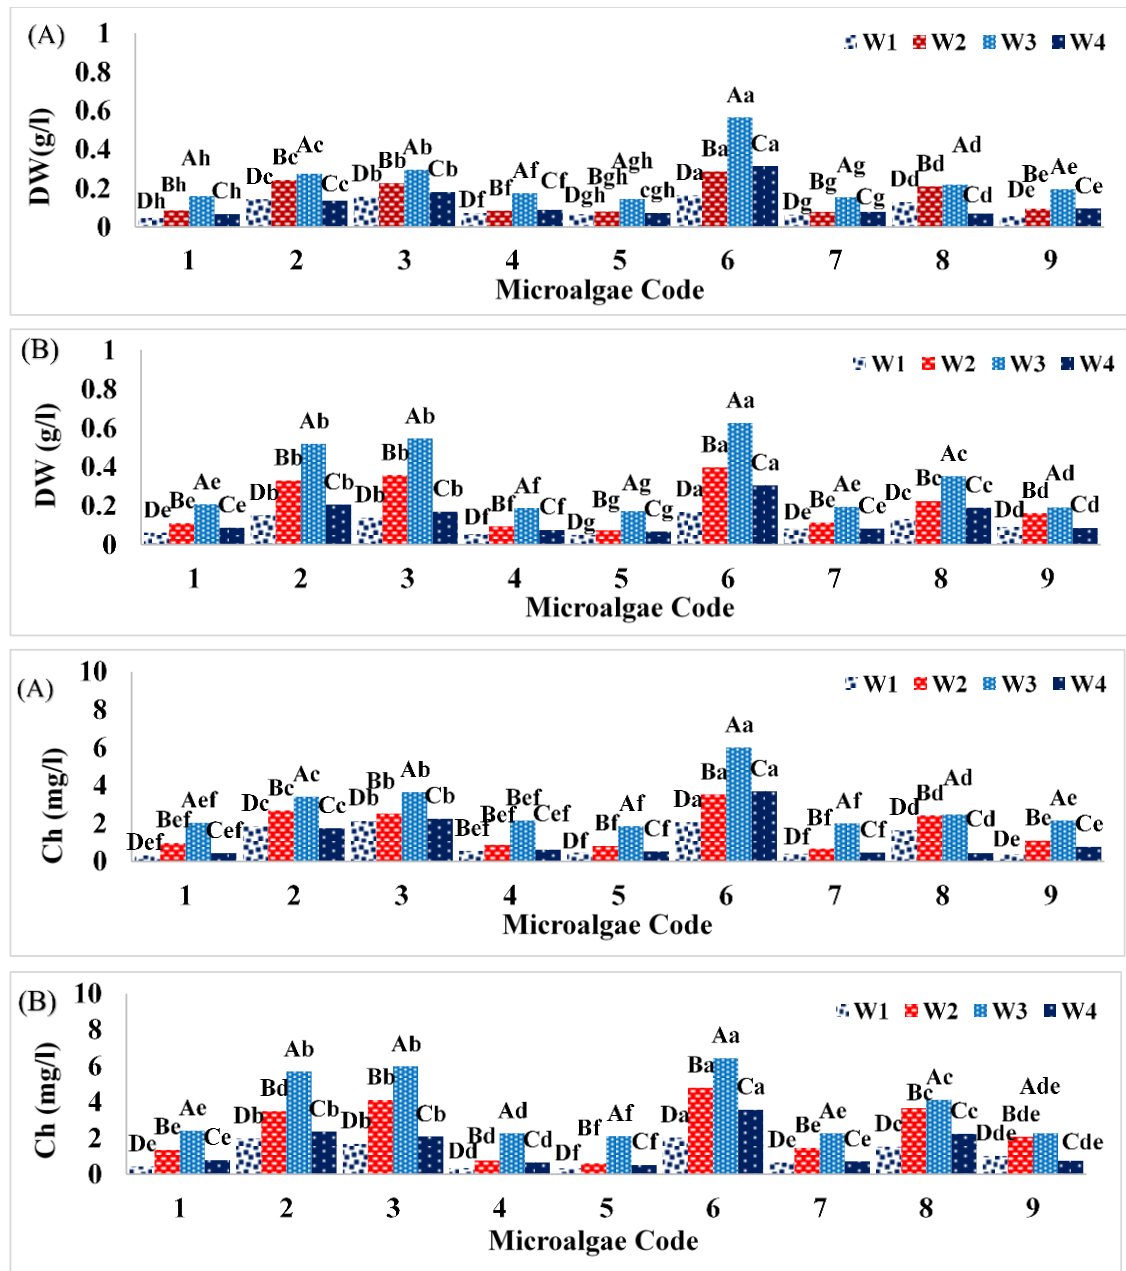 (A)
W1 W2 W3 W4
DW(g/l)
1
0.8
0.6
0.4
0.2
0
Dh Bh Ah Ch Dc Bc Ac Cc Db Bb Ab Cb Df Bf Af Cf Dgh Bgh Agh cgh Da Ba Aa Ca Dg Bg Ag Cg Dd Bd Ad Cd De Be Ae Ce
1 2 3 4 5 6 7 8 9
Microalgae Code
(B)
W1 W2 W3 W4
DW (g/l)
1
0.8
0.6
0.4
0.2
0
De Be Ae Ce Db Bb Ab Cb Db Bb Ab Cb Df Bf Af Cf Dg Bg Ag Cg Da Ba Aa Ca De Be Ae Ce Dc Bc Ac Cc Dd Bd Ad Cd
1 2 3 4 5 6 7 8 9
Microalgae Code
(A)
W1 W2 W3 W4
Ch (mg/l)
10
8
6
4
2
0
Def Bef Aef Cef Dc Bc Ac Cc Db Bb Ab Cb Bef Bef Bef Cef Df Bf Af Cf Da Ba Aa Ca Df Bf Af Cf Dd Bd Ad Cd De Be Ae Ce
1 2 3 4 5 6 7 8 9
Microalgae Code
(B)
W1 W2 W3 W4
Ch (mg/l)
10
8
6
4
2
0
De Be Ae Ce Db Bd Ab Cb Db Bb Ab Cb Dd Bd Ad Cd Df Bf Af Cf Da Ba Aa Ca De Be Ae Ce Dc Bc Ac Cc Dde Bde Ade Cde
1 2 3 4 5 6 7 8 9
Microalgae Code